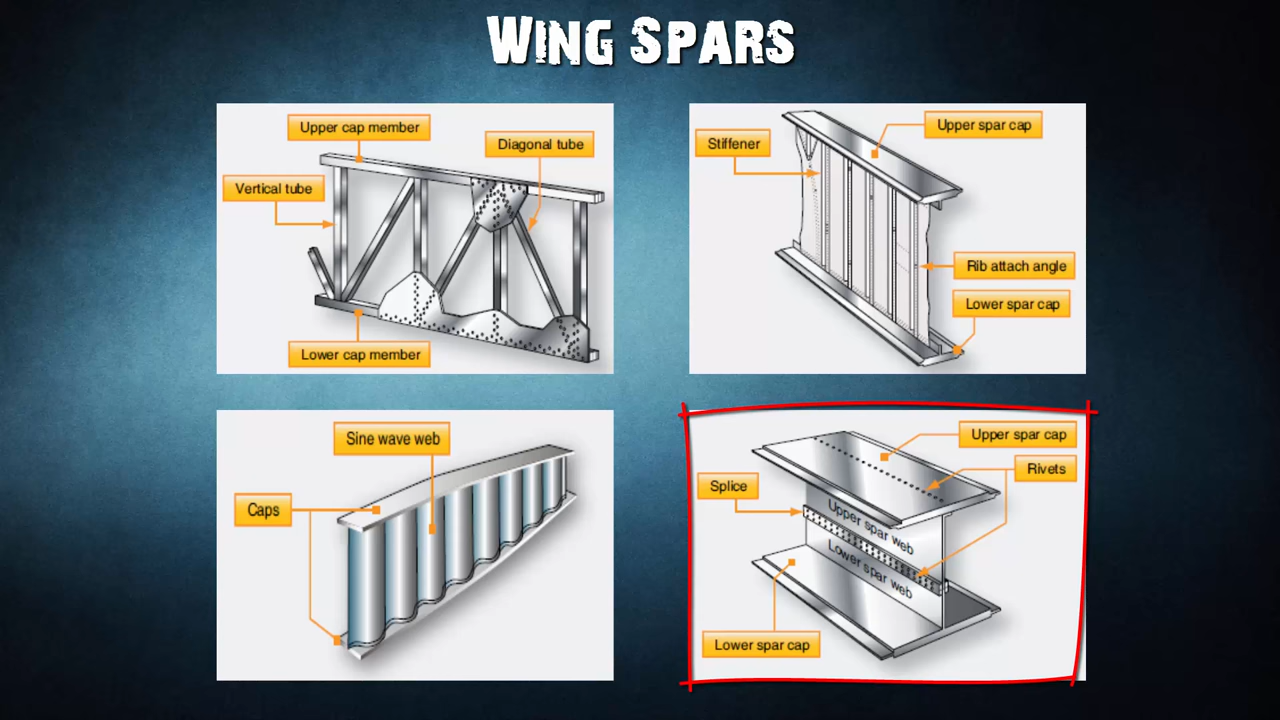 WING SPARS
Upper cap member
Diagonal tube
Vertical tube
Lower cap member
Upper spar cap
Stiffener
Rib attach angle
Lower spar cap
Sine wave web
Caps
Upper spar cap
Rivets
Splice
Upper spar web
Lower spar web
Lower spar cap